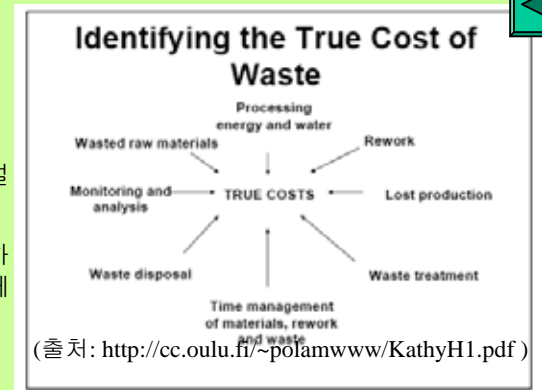 Identifying the True Cost of
Waste
Processing
energy and water
Wasted raw materials
Rework
Monitoring and
analysis
TRUE COSTS
Lost production
Waste disposal
Waste treatment
Time management
of materials, rework
and waste
(출처: http://cc.oulu.fi/~polamwww/KathyH1.pdf )